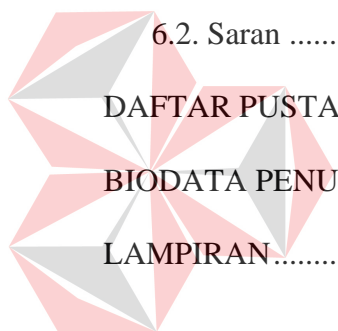 6.2. Saran ......
DAFTAR PUSTA
BIODATA PENU
LAMPIRAN ........